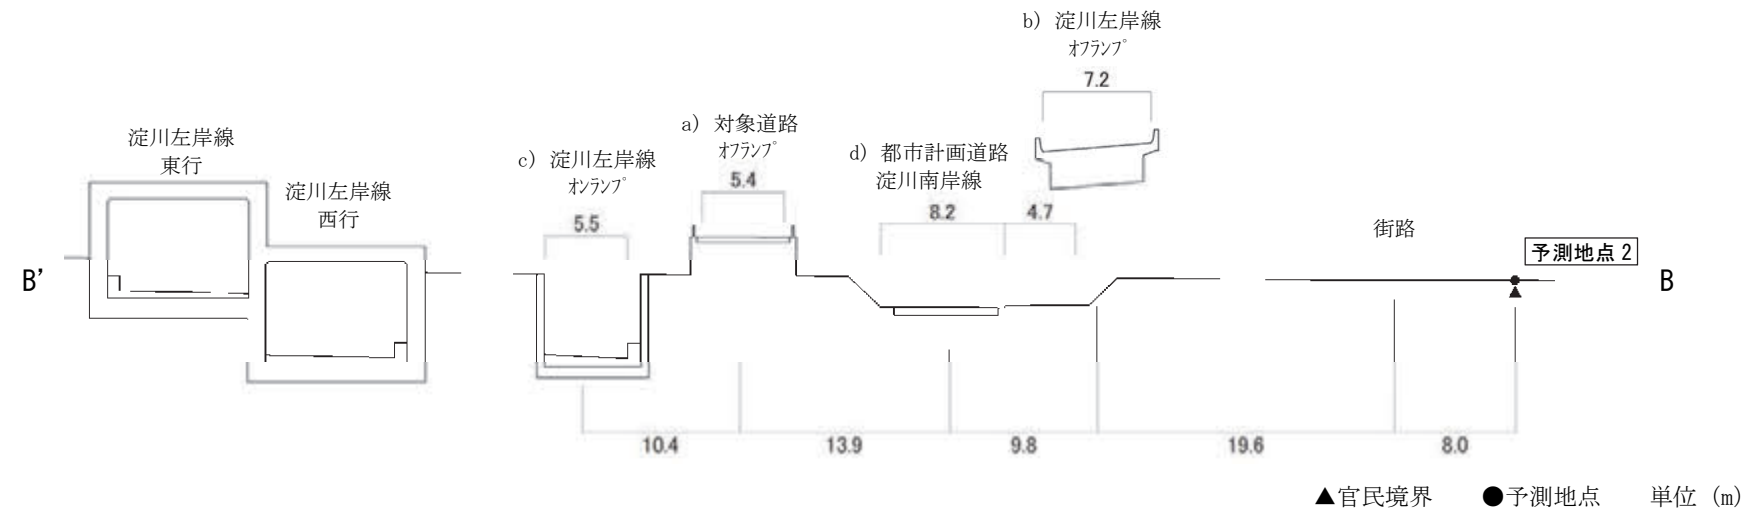 b) 淀川左岸線
ｵﾌﾗﾝﾌﾟ
7.2
淀川左岸線
東行
淀川左岸線
西行
c) 淀川左岸線
ｵﾝﾗﾝﾌﾟ
5.5
a) 対象道路
ｵﾌﾗﾝﾌﾟ
5.4
d) 都市計画道路
淀川南岸線
8.2
4.7
街路
予測地点 2
B'
B
10.4
13.9
9.8
19.6
8.0
▲官民境界 ●予測地点 単位 (m)